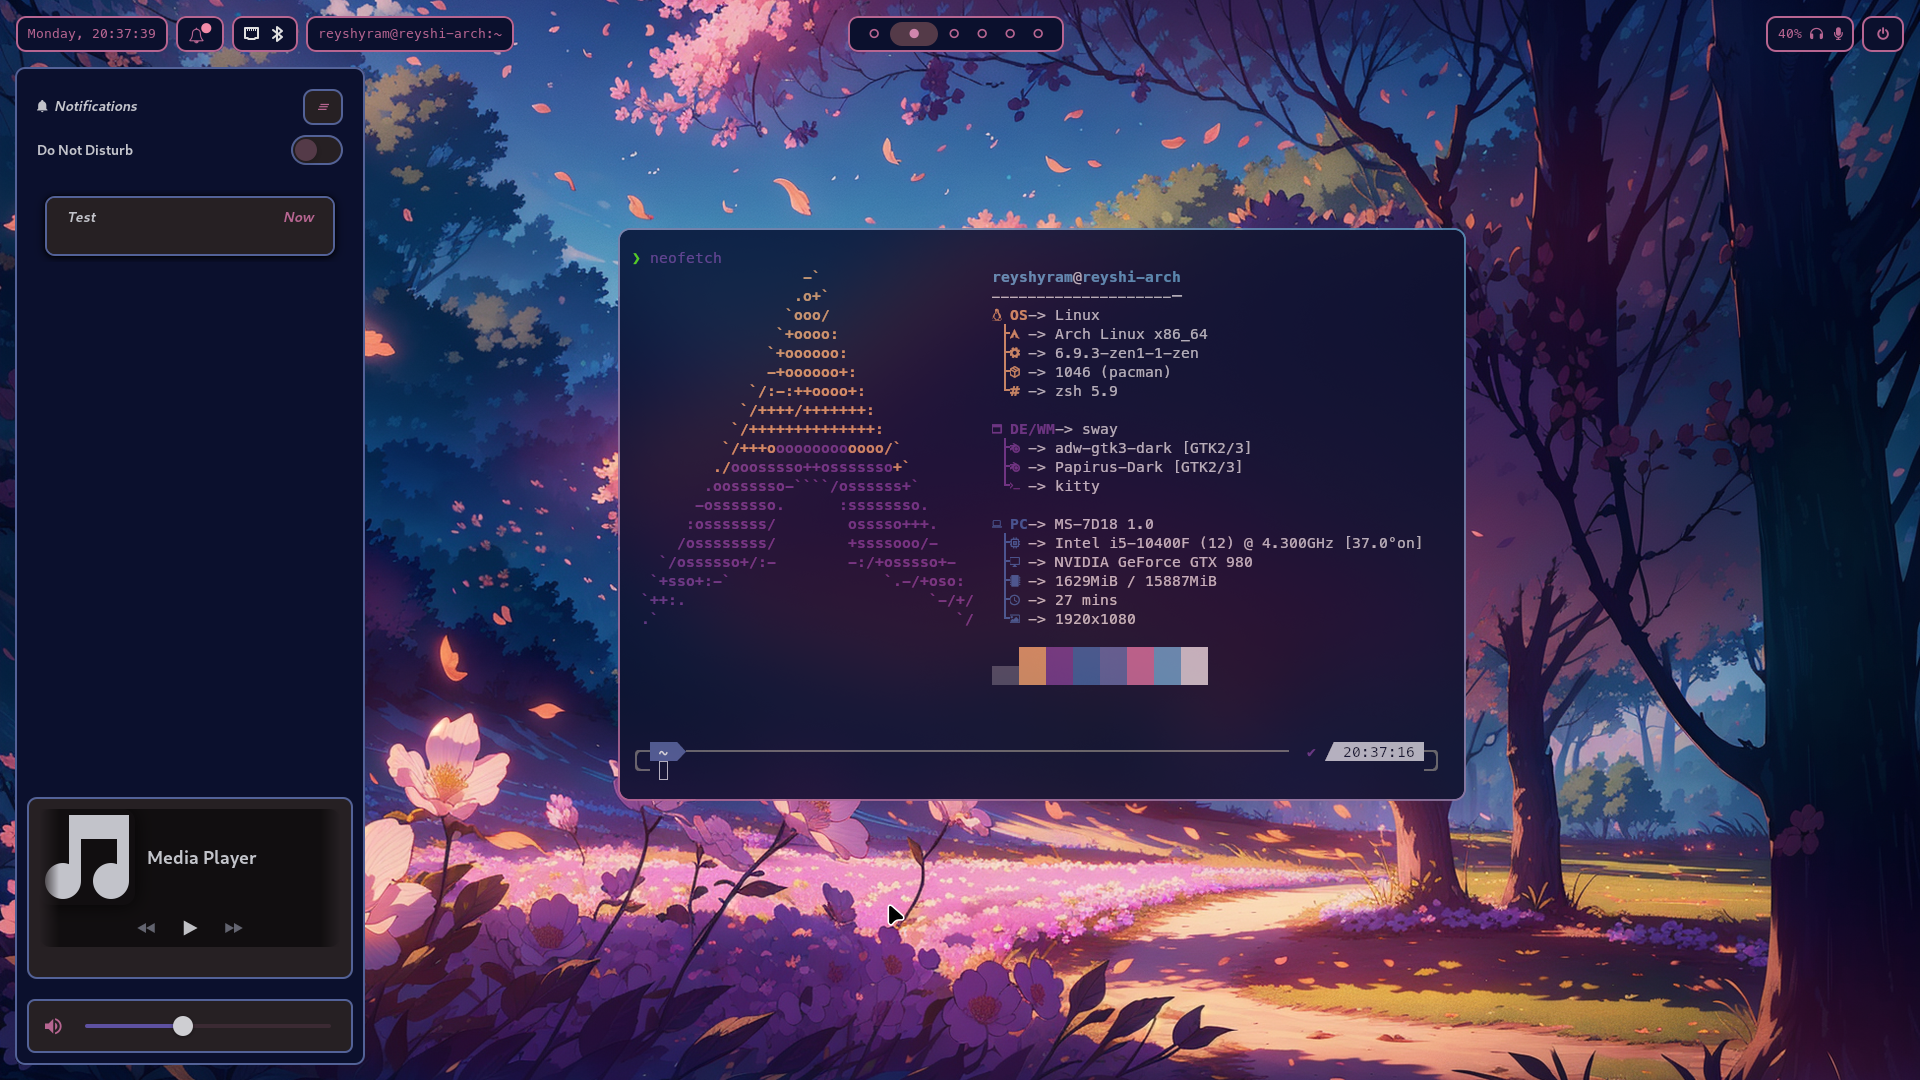 Monday, 20:37:39
reyshyram@reyshi-arch:~
40%
Notifications
Do Not Disturb
Test Now
Media Player
❯ neofetch
-`
.o+`
`ooo/
`+oooo:
`+oooooo:
-+oooooo+:
`/:-:++oooo+:
`/++++/+++++++:
`/++++++++++++++:
`/+++ooooooooooooo/`
./ooosssso++osssssso+`
.oossssso-````/ossssss+`
-osssssso. :ssssssso.
:osssssss/ osssso+++.
/ossssssss/ +ssssooo/-
`/ossssso+/:- -:/+osssso+-
`+sso+:-` `.-/+oso:
`++:. `-/+/
.` `/
reyshyram@reyshi-arch
---------------------
OS-> Linux
-> Arch Linux x86_64
-> 6.9.3-zen1-1-zen
-> 1046 (pacman)
# -> zsh 5.9
DE/WM-> sway
-> adw-gtk3-dark [GTK2/3]
-> Papirus-Dark [GTK2/3]
-> kitty
PC-> MS-7D18 1.0
-> Intel i5-10400F (12) @ 4.300GHz [37.0°on]
-> NVIDIA GeForce GTX 980
-> 1629MiB / 15887MiB
-> 27 mins
-> 1920x1080
~ ✔ 20:37:16